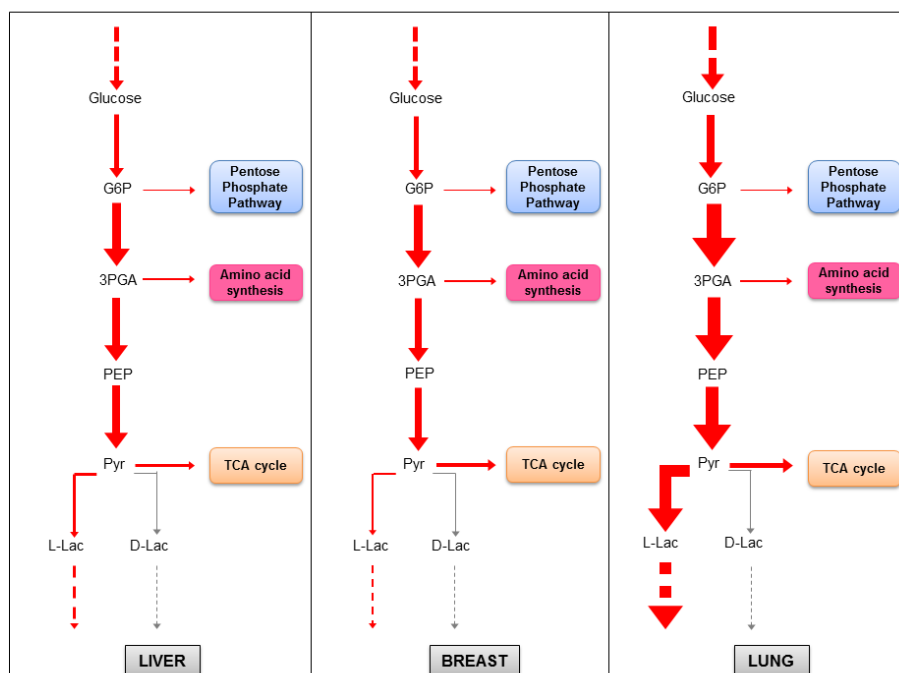 Glucose
G6P
Pentose
Phosphate
Pathway
3PGA
Amino acid
synthesis
PEP
Pyr
TCA cycle
L-Lac
D-Lac
LIVER
Glucose
G6P
Pentose
Phosphate
Pathway
3PGA
Amino acid
synthesis
PEP
Pyr
TCA cycle
L-Lac
D-Lac
BREAST
Glucose
G6P
Pentose
Phosphate
Pathway
3PGA
Amino acid
synthesis
PEP
Pyr
TCA cycle
L-Lac
D-Lac
LUNG